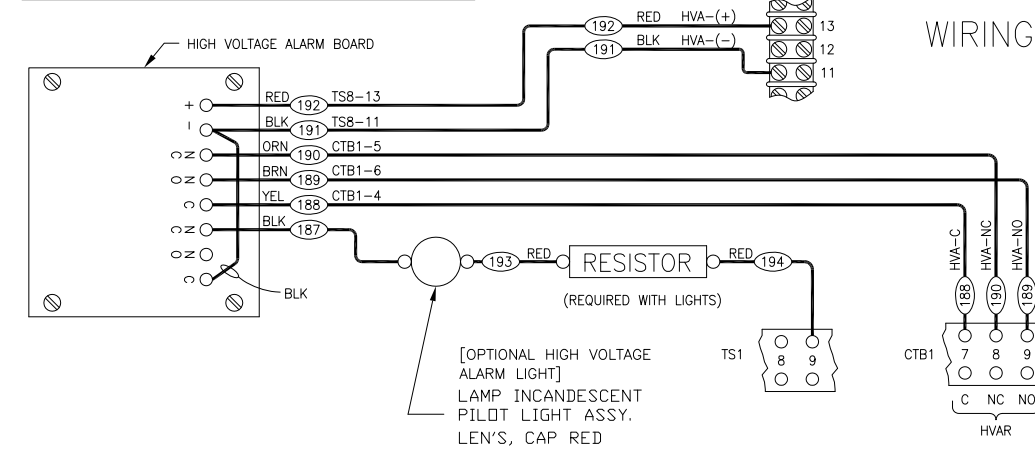 WIRING
HIGH VOLTAGE ALARM BOARD
192 RED HVA-(+) 13
191 BLK HVA-(-) 12
11
+ RED 192 TS8-13
- BLK 191 TS8-11
NC ORN 190 CTB1-5
NO BRN 189 CTB1-6
C YEL 188 CTB1-4
NC BLK 187
NO
C
BLK
193 RED RESISTOR RED 194
(REQUIRED WITH LIGHTS)
HVA-C HVA-NC HVA-NO
188 190 189
TS1 8 9
CTB1 7 8 9
C NC NO
HVAR
[OPTIONAL HIGH VOLTAGE
ALARM LIGHT]
LAMP INCANDESCENT
PILOT LIGHT ASSY.
LEN'S, CAP RED